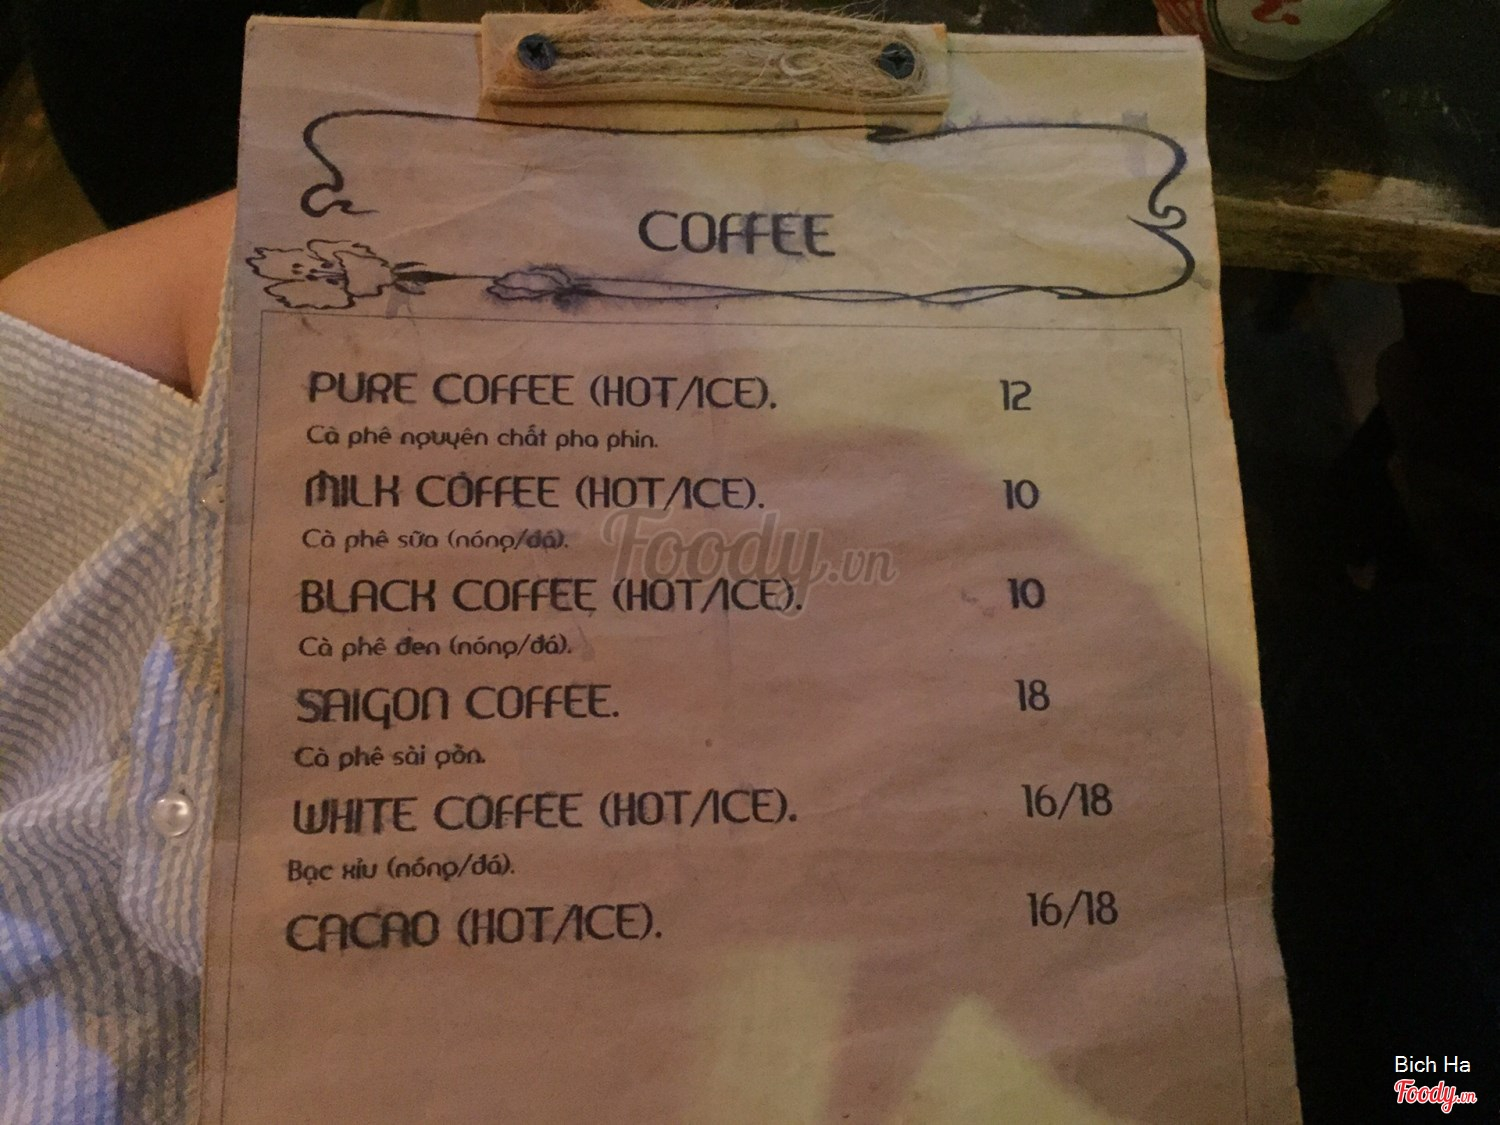 COFFEE
PURE COFFEE (HOT/ICE). 12
Cà phê nguyên chất pha phin.
MILK COFFEE (HOT/ICE). 10
Cà phê sữa (nóng/đá).
Foody.vn
BLACK COFFEE (HOT/ICE). 10
Cà phê đen (nóng/đá).
SAIGON COFFEE. 18
Cà phê sài gòn.
WHITE COFFEE (HOT/ICE). 16/18
Bạc xỉu (nóng/đá).
CACAO (HOT/ICE). 16/18
Bich Ha
Foody.vn